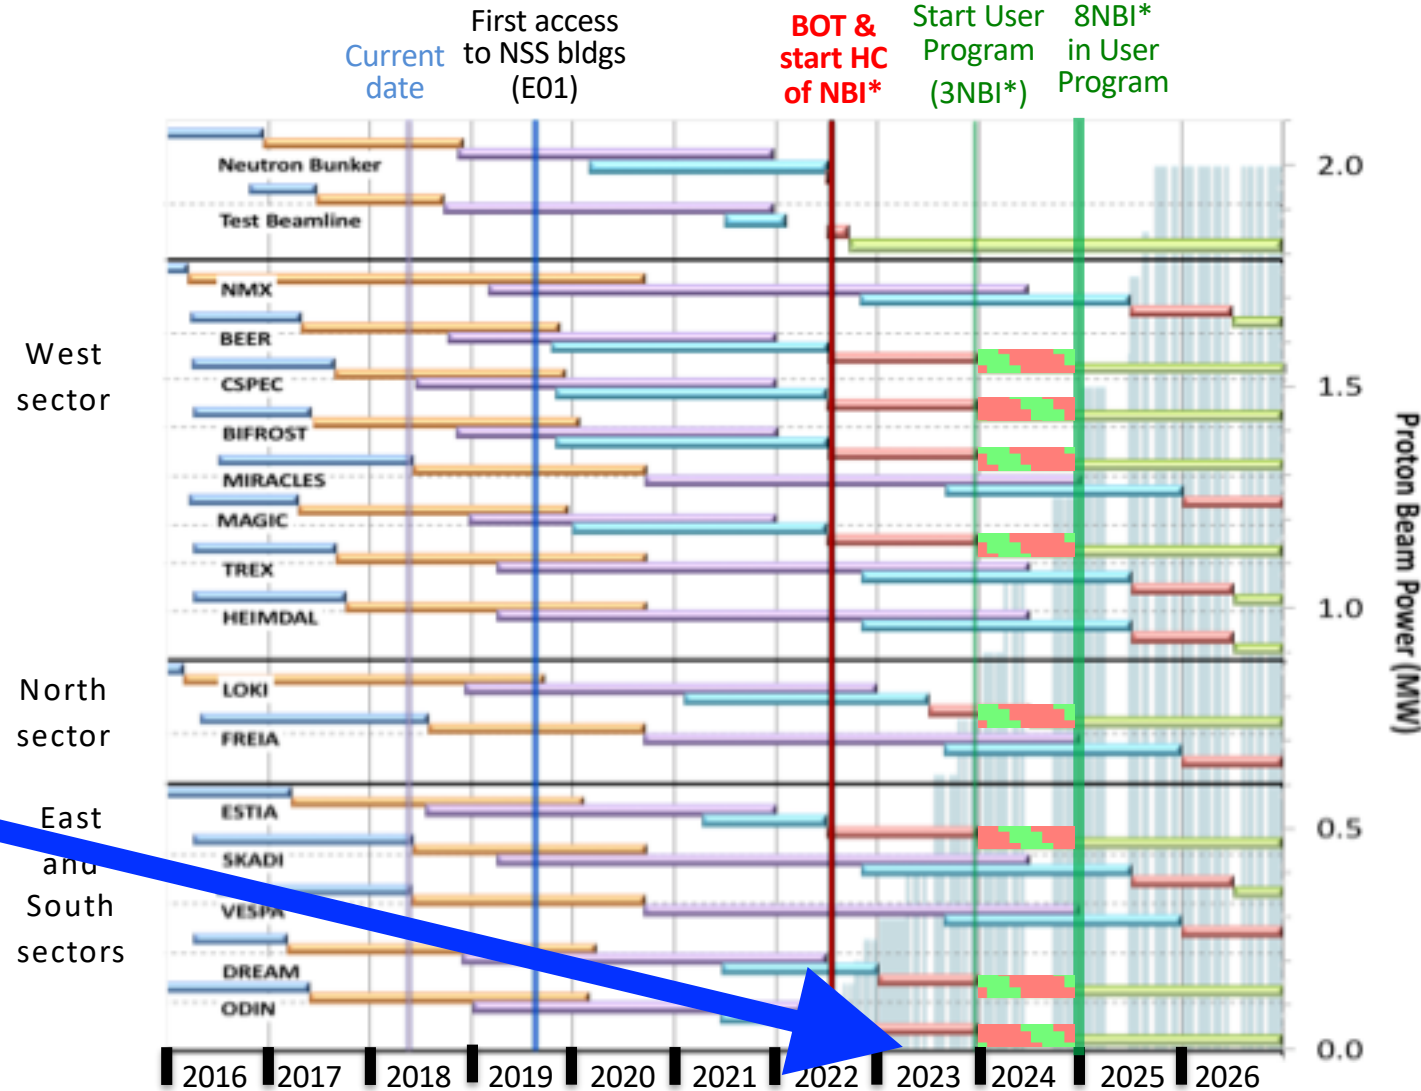 Current
date
First access
to NSS bldgs
(E01)
BOT &
start HC
of NBI*
Start User
Program
(3NBI*)
8NBI*
in User
Program
Neutron Bunker
Test Beamline
West
sector
NMX
BEER
CSPEC
BIFROST
MIRACLES
MAGIC
TREX
HEIMDAL
North
sector
LOKI
FREIA
East
and
South
sectors
ESTIA
SKADI
VESPA
DREAM
ODIN
2.0
1.5
1.0
0.5
0.0
Proton Beam Power (MW)
2016 2017 2018 2019 2020 2021 2022 2023 2024 2025 2026